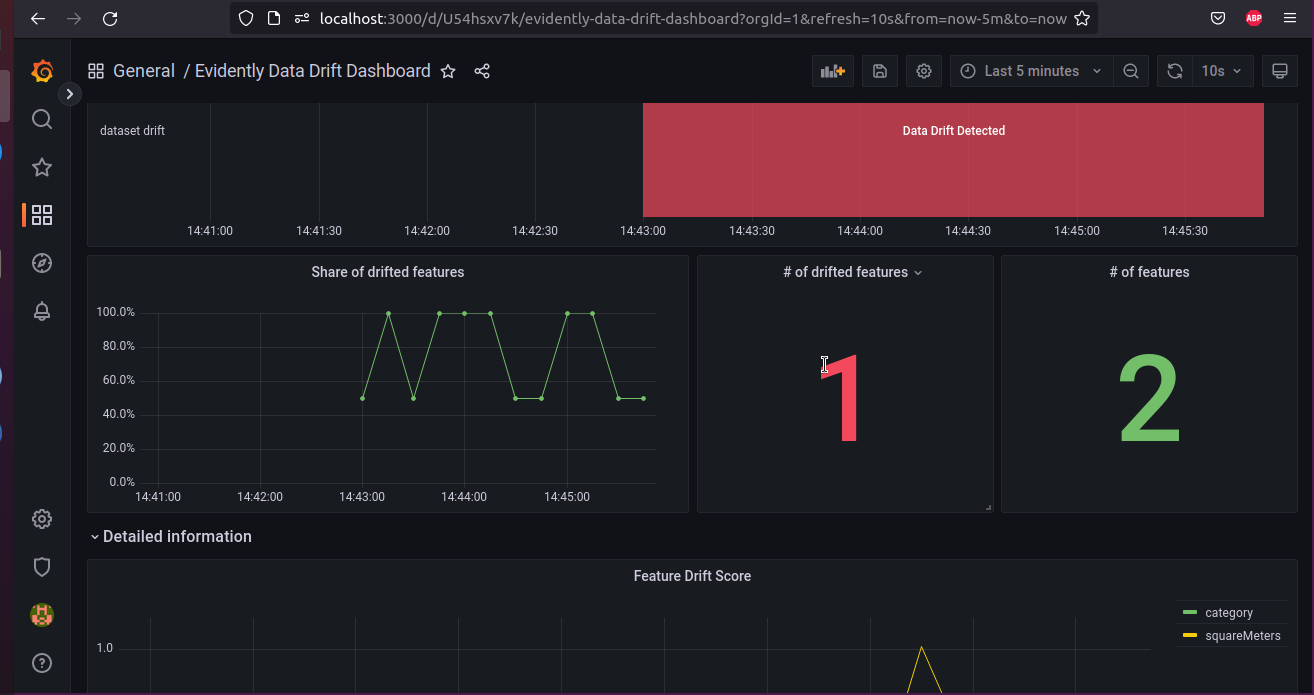 localhost:3000/d/U54hsxv7k/evidently-data-drift-dashboard?orgId=1&refresh=10s&from=now-5m&to=now
ABP
General / Evidently Data Drift Dashboard
Last 5 minutes
10s
dataset drift
Data Drift Detected
14:41:00 14:41:30 14:42:00 14:42:30 14:43:00 14:43:30 14:44:00 14:44:30 14:45:00 14:45:30
Share of drifted features
100.0%
80.0%
60.0%
40.0%
20.0%
0.0%
14:41:00 14:42:00 14:43:00 14:44:00 14:45:00
# of drifted features
1
# of features
2
Detailed information
Feature Drift Score
1.0
category
squareMeters